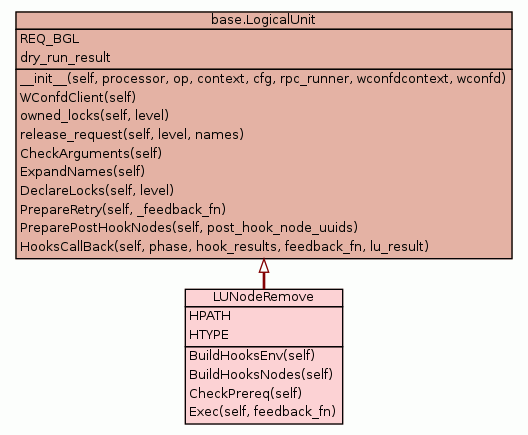 base.LogicalUnit
REQ_BGL
dry_run_result
__init__(self, processor, op, context, cfg, rpc_runner, wconfdcontext, wconfd)
WConfdClient(self)
owned_locks(self, level)
release_request(self, level, names)
CheckArguments(self)
ExpandNames(self)
DeclareLocks(self, level)
PrepareRetry(self, _feedback_fn)
PreparePostHookNodes(self, post_hook_node_uuids)
HooksCallBack(self, phase, hook_results, feedback_fn, lu_result)
LUNodeRemove
HPATH
HTYPE
BuildHooksEnv(self)
BuildHooksNodes(self)
CheckPrereq(self)
Exec(self, feedback_fn)